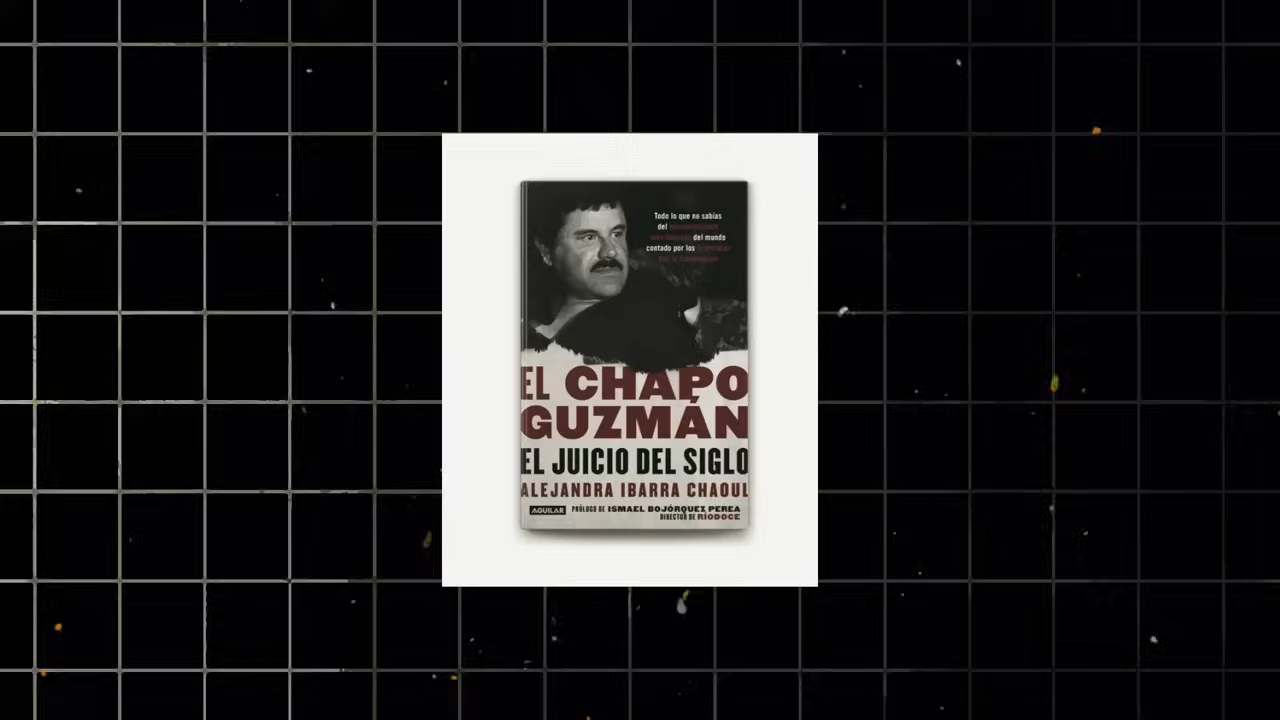 Todo lo que no sabías
del
del mundo
contado por los
EL CHAPO
GUZMÁN
EL JUICIO DEL SIGLO
ALEJANDRA IBARRA CHAOUL
AGUILAR
PRÓLOGO DE ISMAEL BOJÓRQUEZ PEREA
DIRECTOR DE RÍODOCE